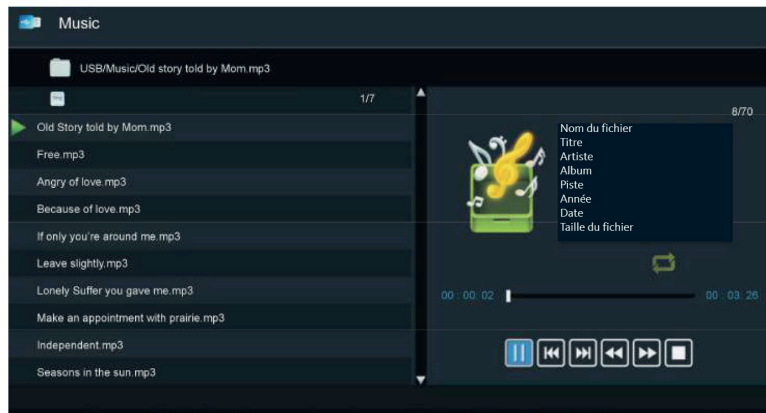 Music
USB/Music/Old story told by Mom.mp3
1/7
Old Story told by Mom.mp3
Free.mp3
Angry of love.mp3
Because of love.mp3
If only you're around me.mp3
Leave slightly.mp3
Lonely Suffer you gave me.mp3
Make an appointment with prairie.mp3
Independent.mp3
Seasons in the sun.mp3
8/70
Nom du fichier
Titre
Artiste
Album
Piste
Année
Date
Taille du fichier
00 : 00: 02
00 : 03: 26